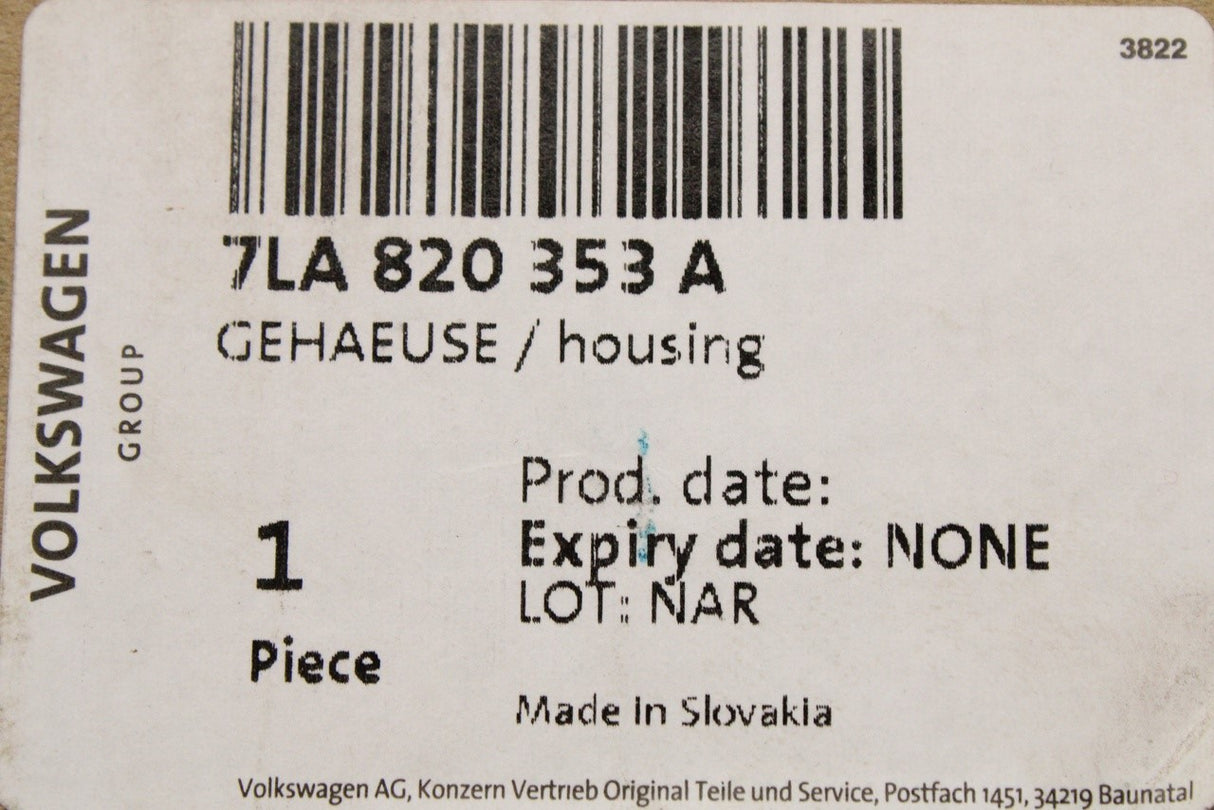 3822
7LA 820 353 A
GEHAEUSE / housing
VOLKSWAGEN
GROUP
Prod. date:
Expiry date: NONE
LOT: NAR
1
Piece
Made in Slovakia
Volkswagen AG, Konzern Vertrieb Original Teile und Service, Postfach 1451, 34219 Baunatal